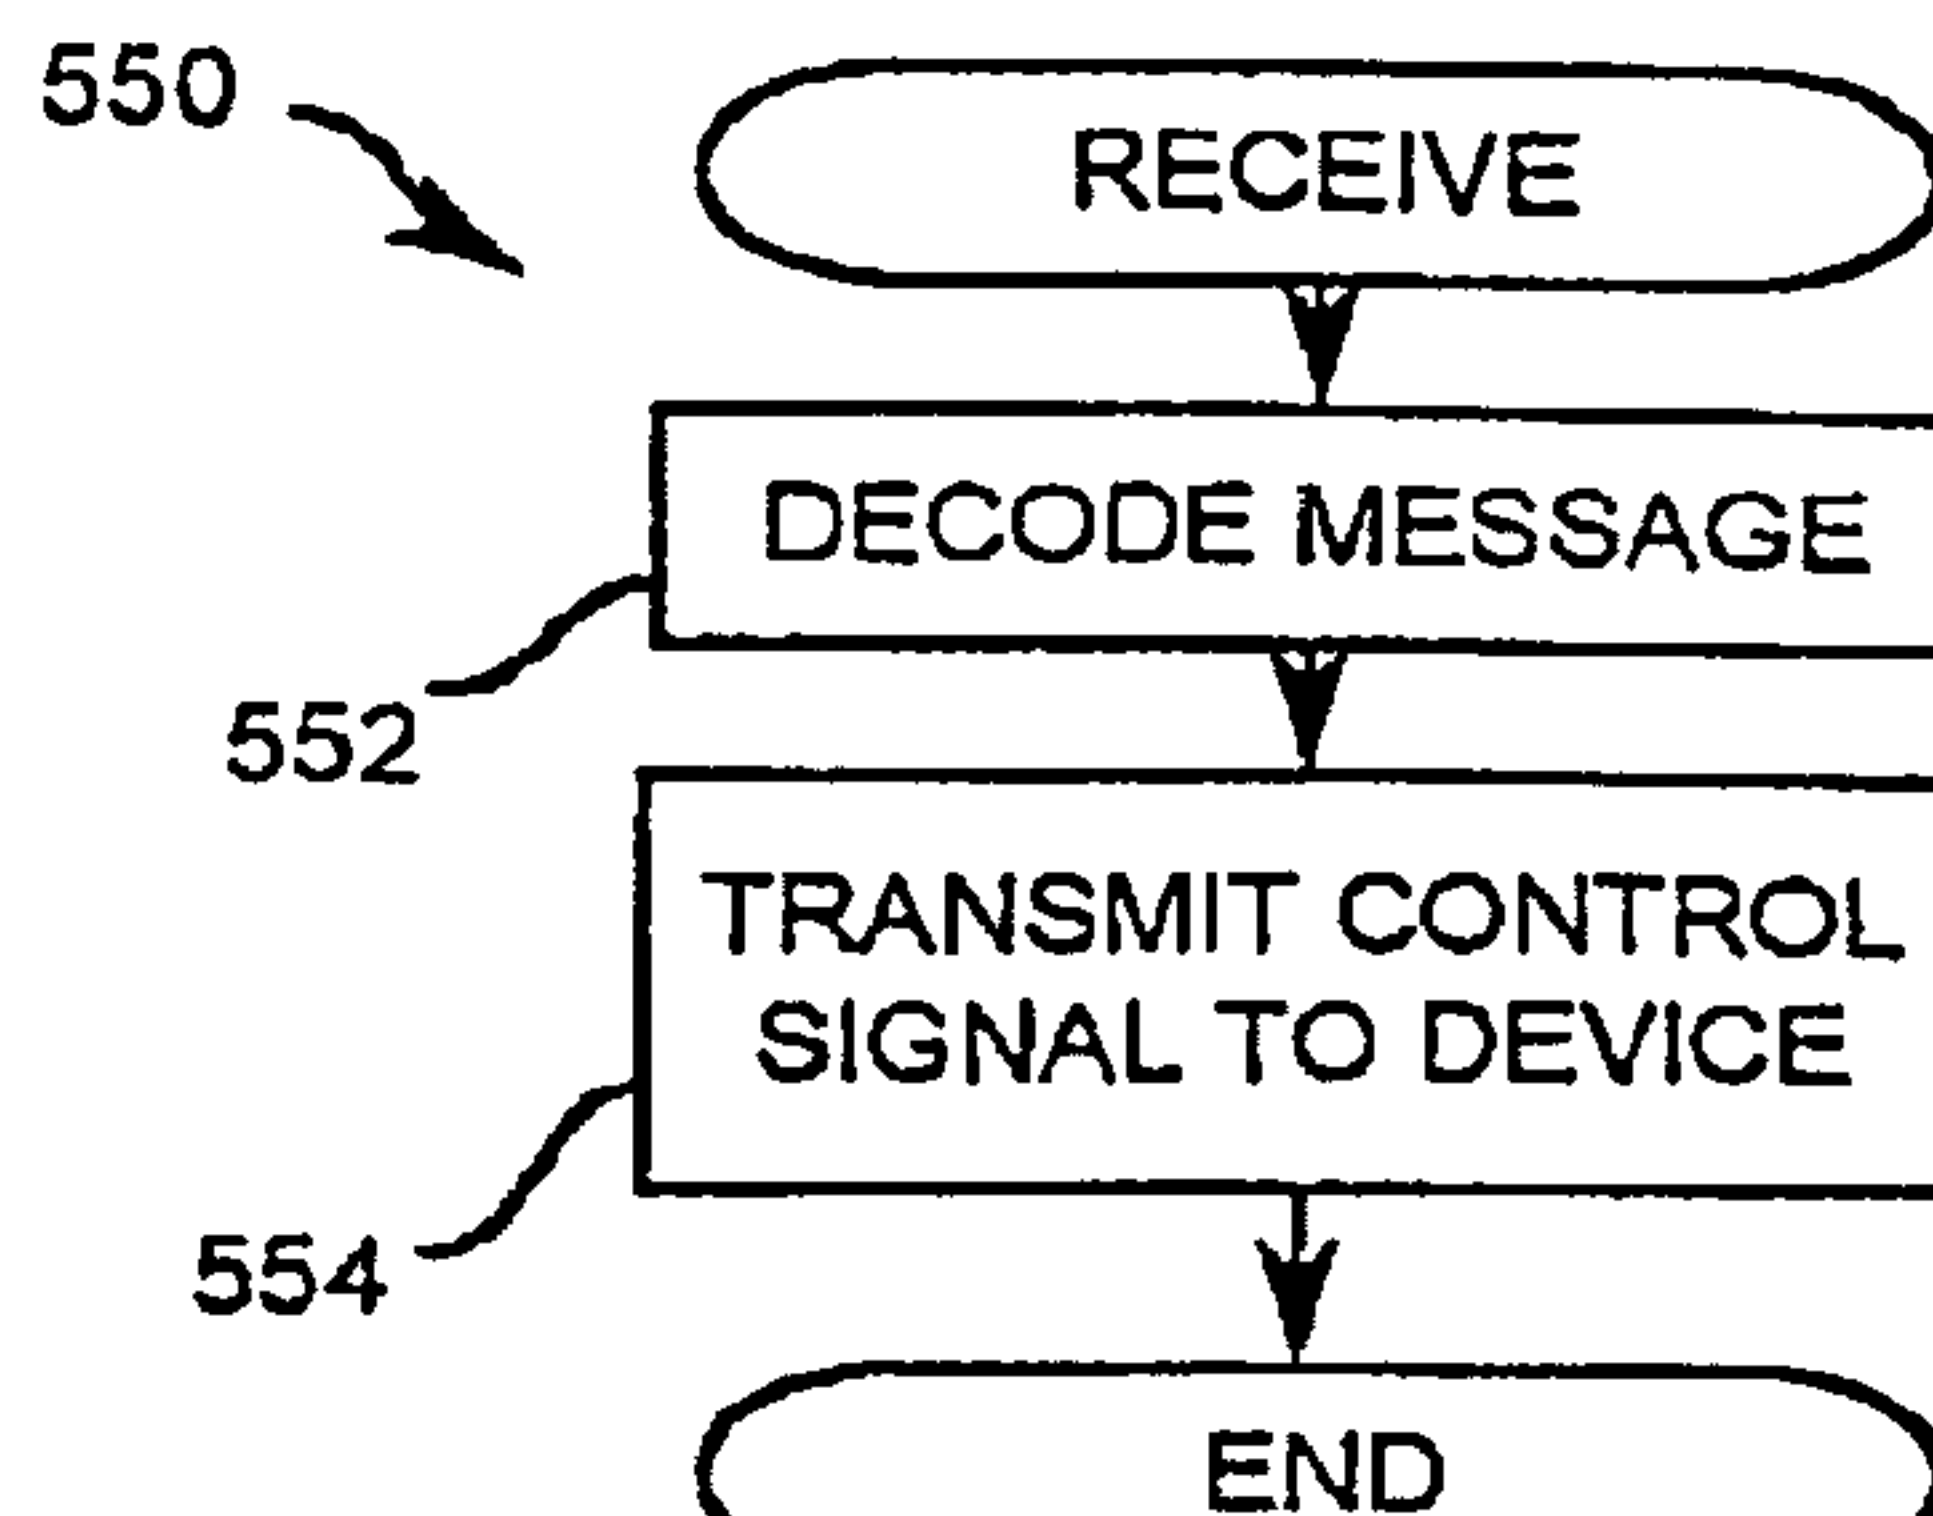 550
RECEIVE
DECODE MESSAGE
552
TRANSMIT CONTROL
SIGNAL TO DEVICE
554
END